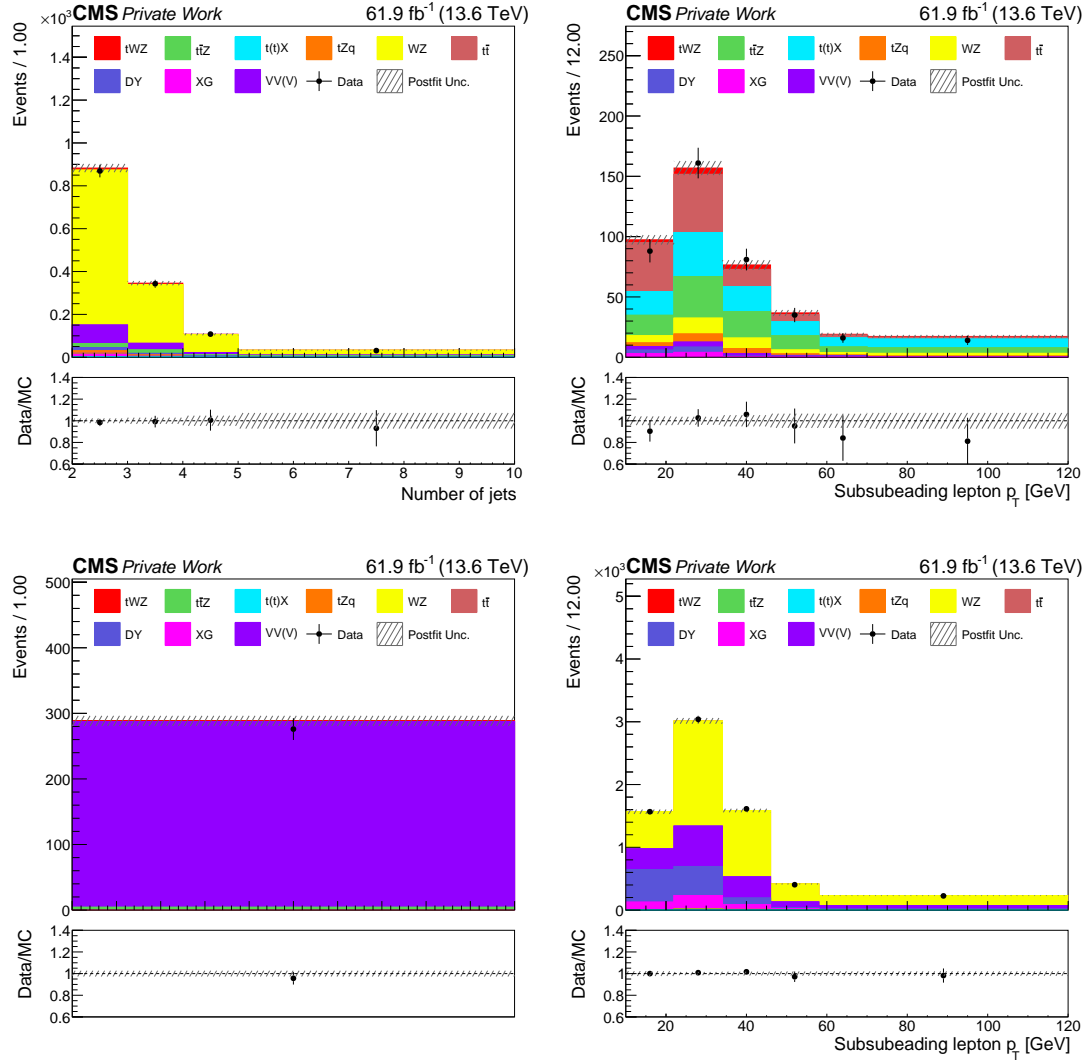 CMS Private Work 61.9 fb⁻¹ (13.6 TeV)
×10³
Events / 1.00
tWZ tt̄Z t(t)X tZq WZ tt̄
DY XG VV(V) Data Postfit Unc.
1.4
1.2
1
0.8
0.6
0.4
0.2
0
Data/MC
1.4
1.2
1
0.8
0.6
2 3 4 5 6 7 8 9 10
Number of jets
CMS Private Work 61.9 fb⁻¹ (13.6 TeV)
Events / 12.00
tWZ tt̄Z t(t)X tZq WZ tt̄
DY XG VV(V) Data Postfit Unc.
250
200
150
100
50
0
Data/MC
1.4
1.2
1
0.8
0.6
20 40 60 80 100 120
Subsubeading lepton p_T [GeV]
CMS Private Work 61.9 fb⁻¹ (13.6 TeV)
Events / 1.00
tWZ tt̄Z t(t)X tZq WZ tt̄
DY XG VV(V) Data Postfit Unc.
500
400
300
200
100
0
Data/MC
1.4
1.2
1
0.8
0.6
CMS Private Work 61.9 fb⁻¹ (13.6 TeV)
×10³
Events / 12.00
tWZ tt̄Z t(t)X tZq WZ tt̄
DY XG VV(V) Data Postfit Unc.
5
4
3
2
1
0
Data/MC
1.4
1.2
1
0.8
0.6
20 40 60 80 100 120
Subsubeading lepton p_T [GeV]